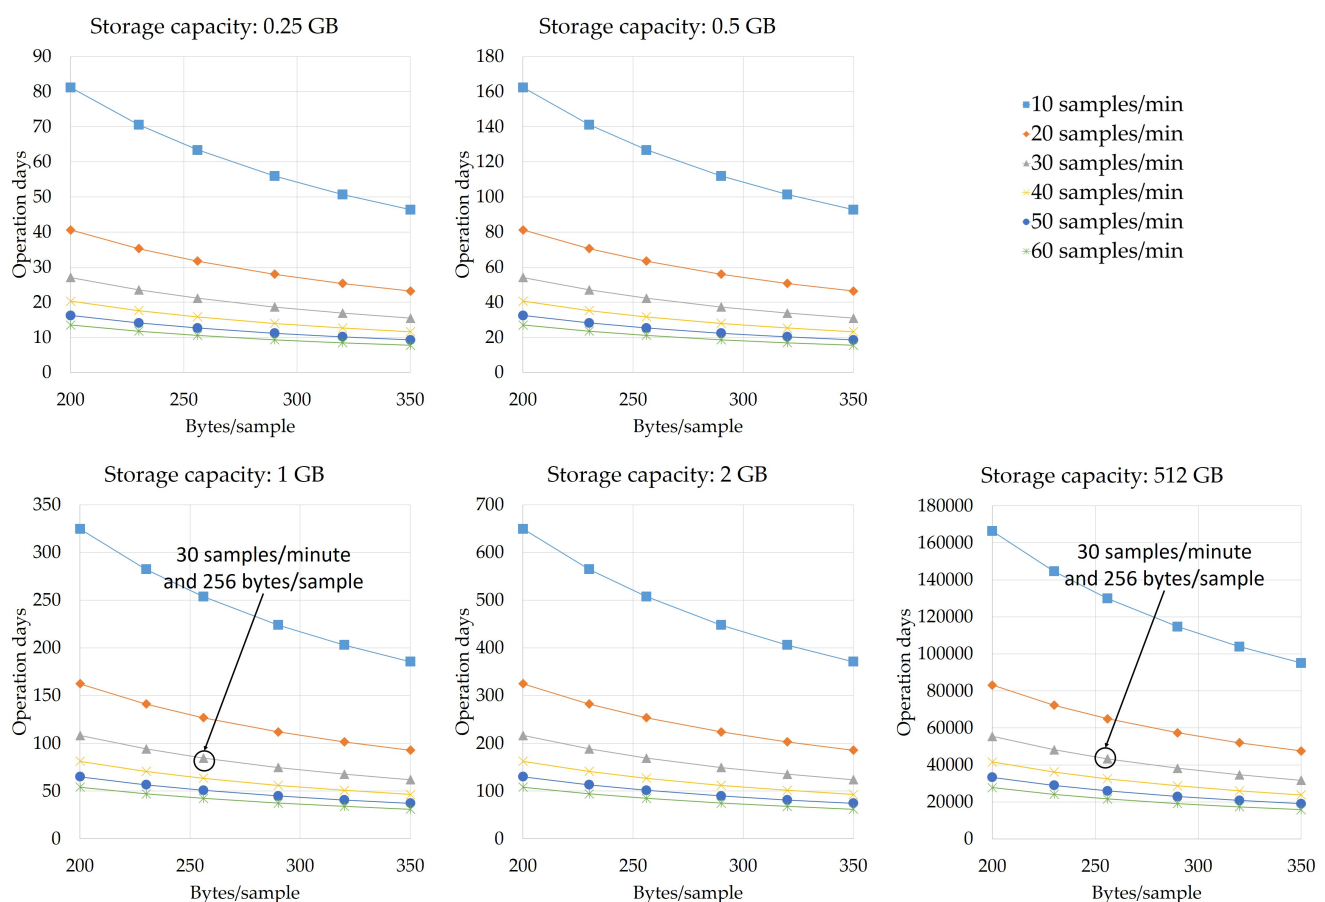 Storage capacity: 0.25 GB
90
80
70
60
50
40
30
20
10
0
Operation days
200
250
300
350
Bytes/sample
Storage capacity: 0.5 GB
180
160
140
120
100
80
60
40
20
0
Operation days
200
250
300
350
Bytes/sample
10 samples/min
20 samples/min
30 samples/min
40 samples/min
50 samples/min
60 samples/min
Storage capacity: 1 GB
350
300
250
200
150
100
50
0
Operation days
30 samples/minute
and 256 bytes/sample
200
250
300
350
Bytes/sample
Storage capacity: 2 GB
700
600
500
400
300
200
100
0
Operation days
200
250
300
350
Bytes/sample
Storage capacity: 512 GB
180000
160000
140000
120000
100000
80000
60000
40000
20000
0
Operation days
30 samples/minute
and 256 bytes/sample
200
250
300
350
Bytes/sample